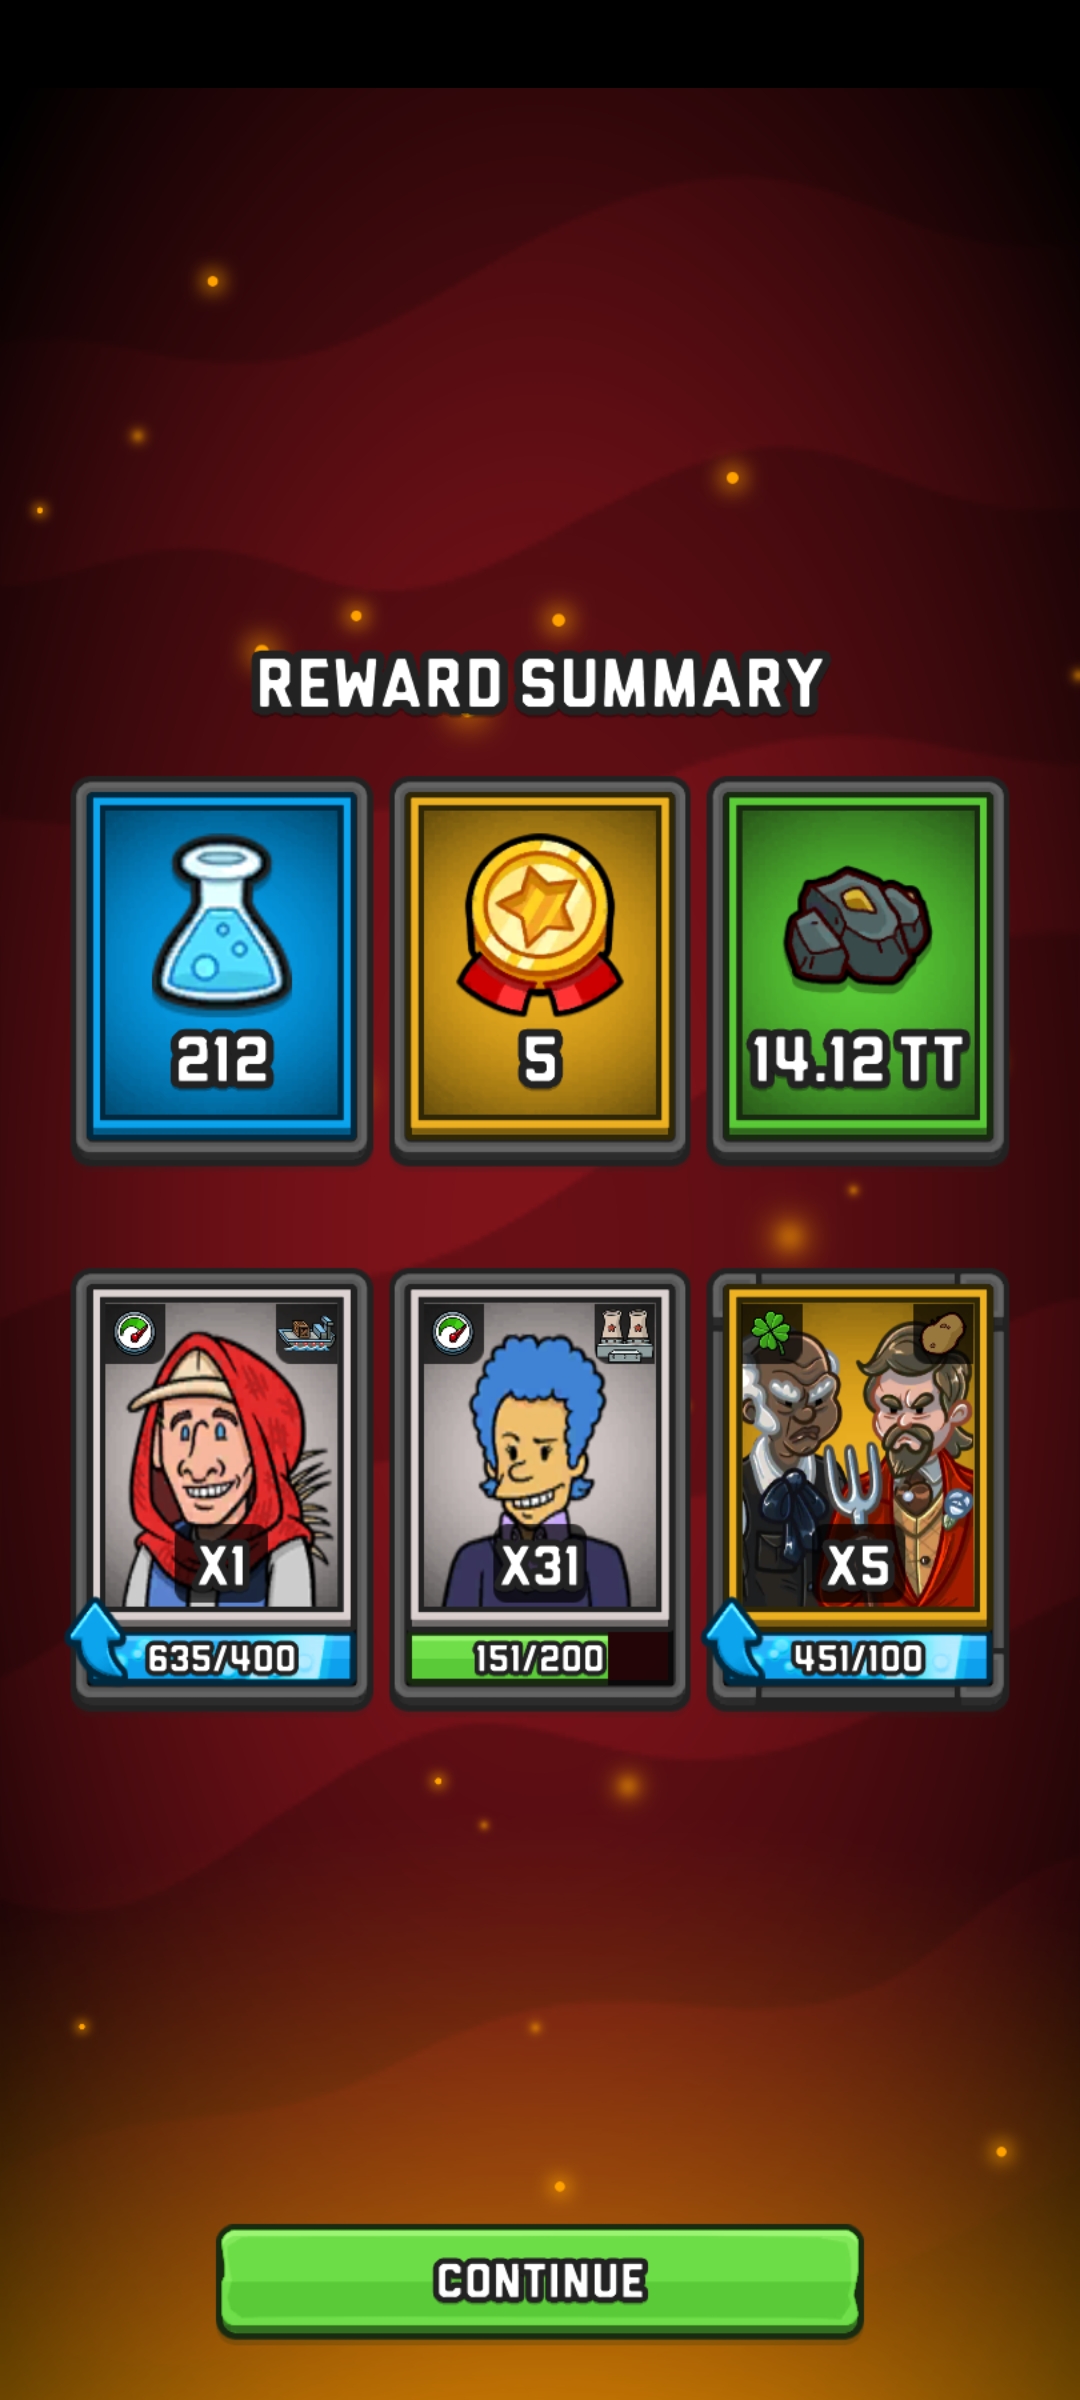 REWARD SUMMARY
212
5
14.12 TT
X1
X31
X5
635/400
151/200
451/100
CONTINUE